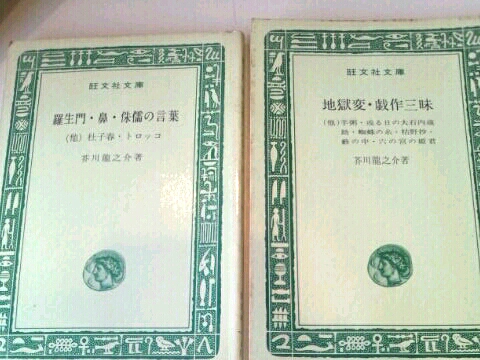 旺文社文庫
羅生門・鼻・侏儒の言葉
(他) 杜子春・トロッコ
芥川龍之介著
旺文社文庫
地獄変・戯作三昧
(他) 芋粥・或る日の大石内蔵
助・蜘蛛の糸・枯野抄・
藪の中・六の宮の姫君
芥川龍之介著